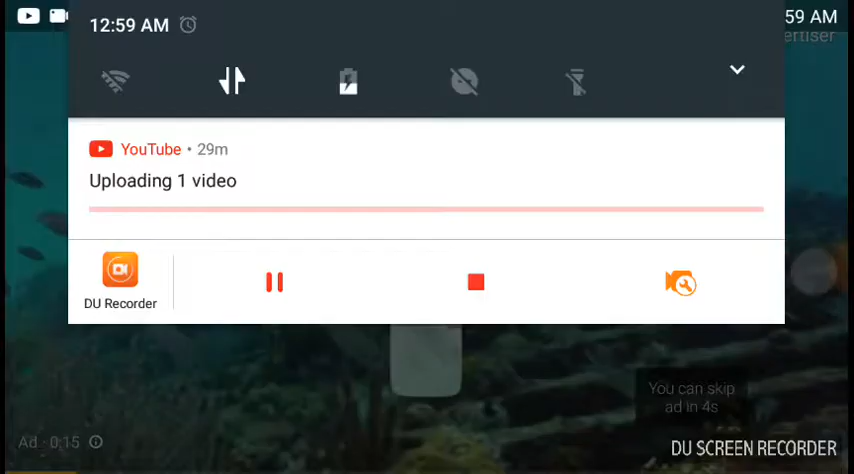 12:59 AM
59 AM
ertiser
YouTube • 29m
Uploading 1 video
DU Recorder
You can skip
ad in 4s
Ad · 0:15
DU SCREEN RECORDER